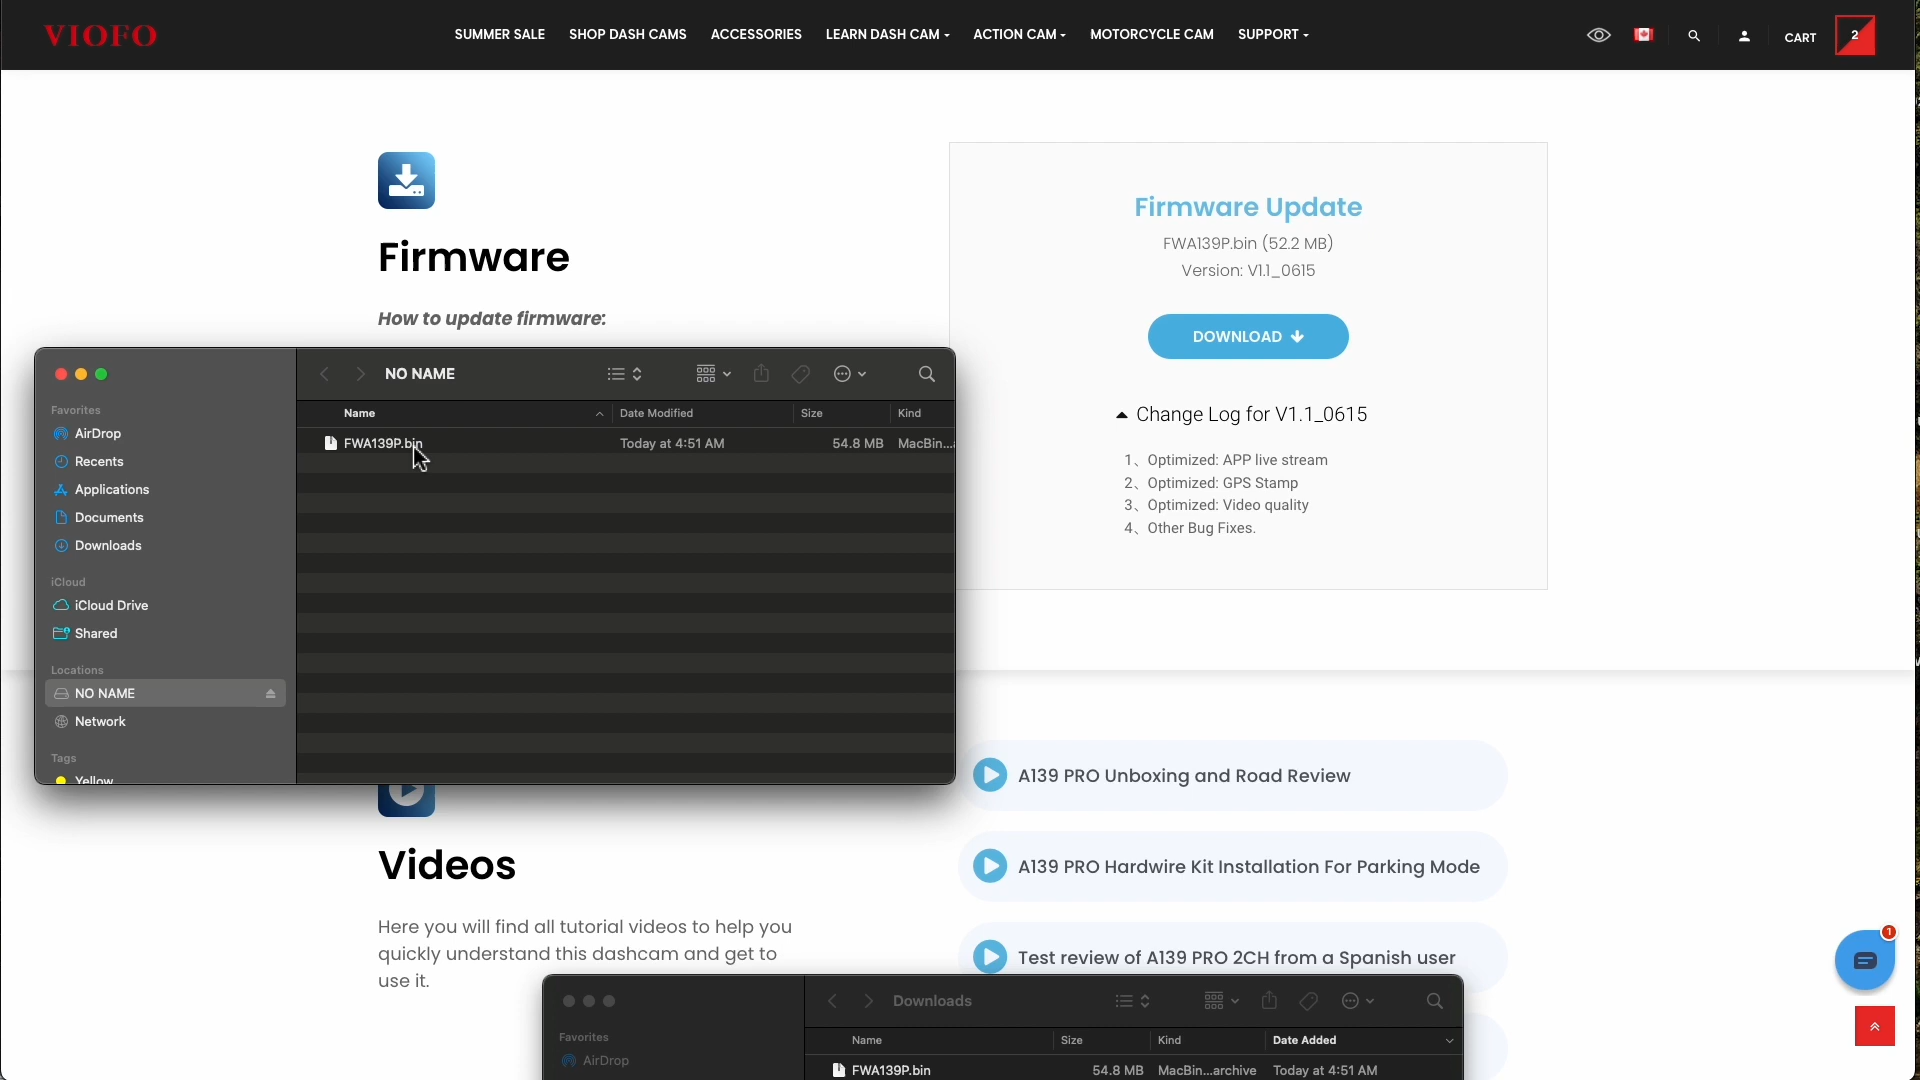 VIOFO
SUMMER SALE
SHOP DASH CAMS
ACCESSORIES
LEARN DASH CAM
ACTION CAM
MOTORCYCLE CAM
SUPPORT
CART
2
Firmware
How to update firmware:
Firmware Update
FWA139P.bin (52.2 MB)
Version: V1.1_0615
DOWNLOAD
Change Log for V1.1_0615
1、Optimized: APP live stream
2、Optimized: GPS Stamp
3、Optimized: Video quality
4、Other Bug Fixes.
NO NAME
Name
Date Modified
Size
Kind
FWA139P.bin
Today at 4:51 AM
54.8 MB
MacBin...
Favorites
AirDrop
Recents
Applications
Documents
Downloads
iCloud
iCloud Drive
Shared
Locations
NO NAME
Network
Tags
Yellow
Videos
Here you will find all tutorial videos to help you
quickly understand this dashcam and get to
use it.
A139 PRO Unboxing and Road Review
A139 PRO Hardwire Kit Installation For Parking Mode
Test review of A139 PRO 2CH from a Spanish user
1
Downloads
Favorites
AirDrop
Name
Size
Kind
Date Added
FWA139P.bin
54.8 MB
MacBin...archive
Today at 4:51 AM